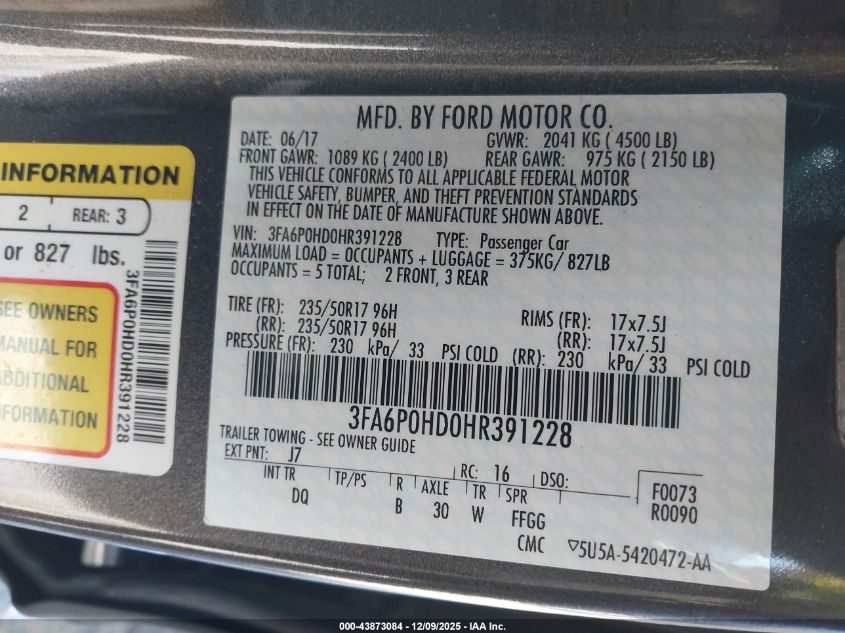 INFORMATION
2 REAR: 3
or 827 lbs.
SEE OWNERS
MANUAL FOR
ADDITIONAL
INFORMATION
3FA6P0HD0HR391228
MFD. BY FORD MOTOR CO.
DATE: 06/17 GVWR: 2041 KG ( 4500 LB)
FRONT GAWR: 1089 KG ( 2400 LB) REAR GAWR: 975 KG ( 2150 LB)
THIS VEHICLE CONFORMS TO ALL APPLICABLE FEDERAL MOTOR
VEHICLE SAFETY, BUMPER, AND THEFT PREVENTION STANDARDS
IN EFFECT ON THE DATE OF MANUFACTURE SHOWN ABOVE.
VIN: 3FA6P0HD0HR391228 TYPE: Passenger Car
MAXIMUM LOAD = OCCUPANTS + LUGGAGE = 375KG/ 827LB
OCCUPANTS = 5 TOTAL; 2 FRONT, 3 REAR
TIRE (FR): 235/50R17 96H RIMS (FR): 17x7.5J
(RR): 235/50R17 96H (RR): 17x7.5J
PRESSURE (FR): 230 kPa/ 33 PSI COLD (RR): 230 kPa/ 33 PSI COLD
3FA6P0HD0HR391228
TRAILER TOWING - SEE OWNER GUIDE
EXT PNT: J7 RC: 16 DSO: F0073
INT TR TP/PS R AXLE TR SPR R0090
DQ B 30 W FFGG
CMC ▽5U5A-5420472-AA
000-43873084 - 12/09/2025 - IAA Inc.